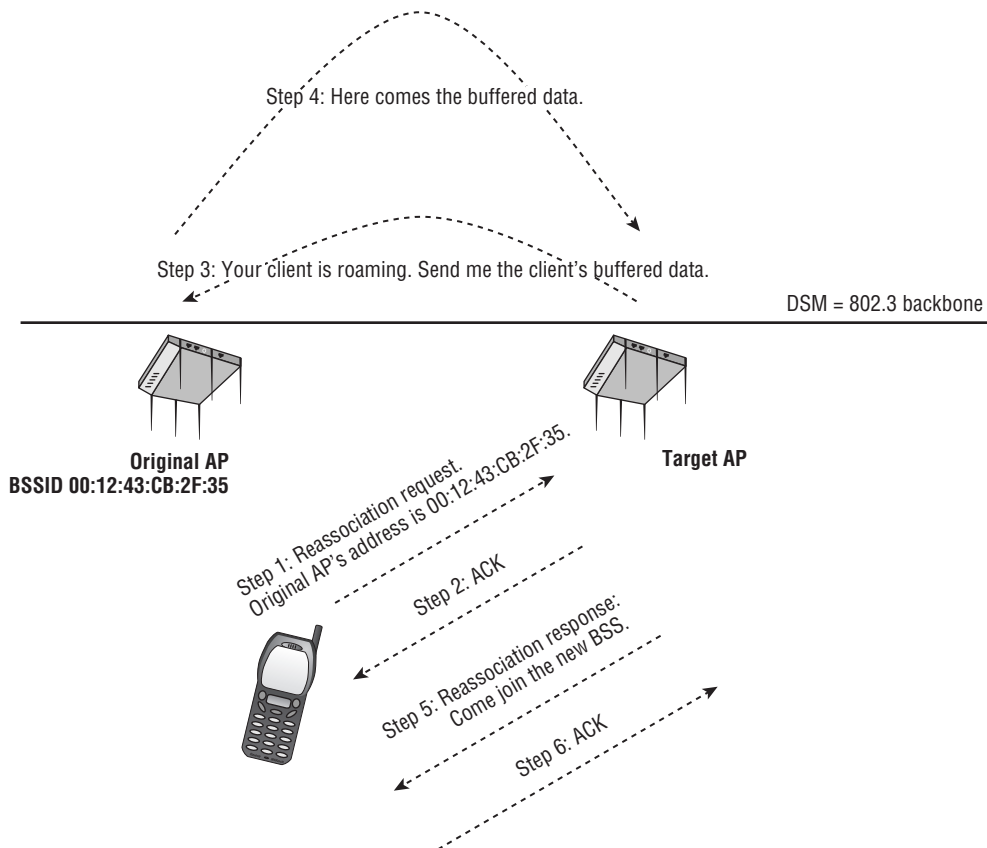 Step 4: Here comes the buffered data.
Step 3: Your client is roaming. Send me the client's buffered data.
DSM = 802.3 backbone
Original AP
BSSID 00:12:43:CB:2F:35
Target AP
Step 1: Reassociation request.
Original AP's address is 00:12:43:CB:2F:35.
Step 2: ACK
Step 5: Reassociation response:
Come join the new BSS.
Step 6: ACK